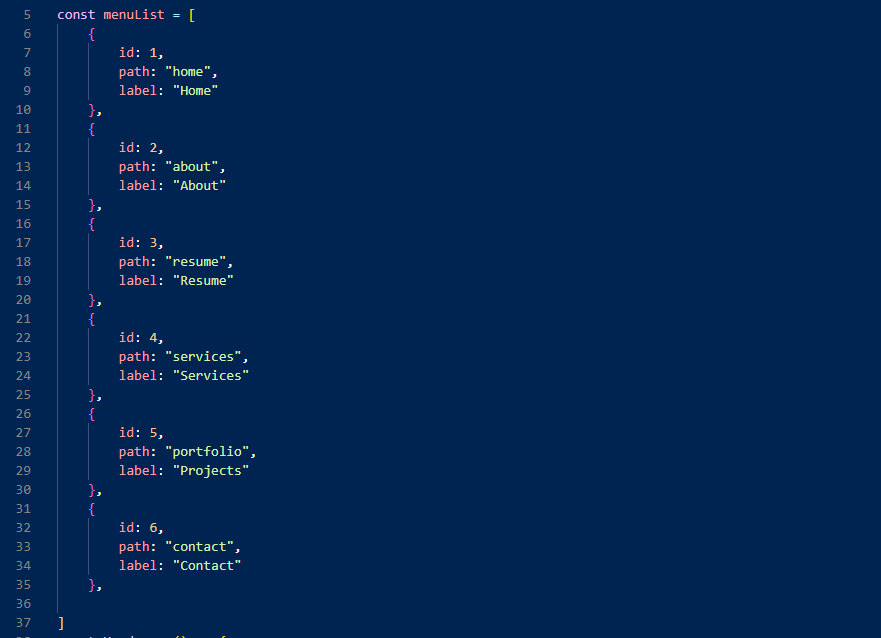 5 const menuList = [
6 {
7 id: 1,
8 path: "home",
9 label: "Home"
10 },
11 {
12 id: 2,
13 path: "about",
14 label: "About"
15 },
16 {
17 id: 3,
18 path: "resume",
19 label: "Resume"
20 },
21 {
22 id: 4,
23 path: "services",
24 label: "Services"
25 },
26 {
27 id: 5,
28 path: "portfolio",
29 label: "Projects"
30 },
31 {
32 id: 6,
33 path: "contact",
34 label: "Contact"
35 },
36
37 ]